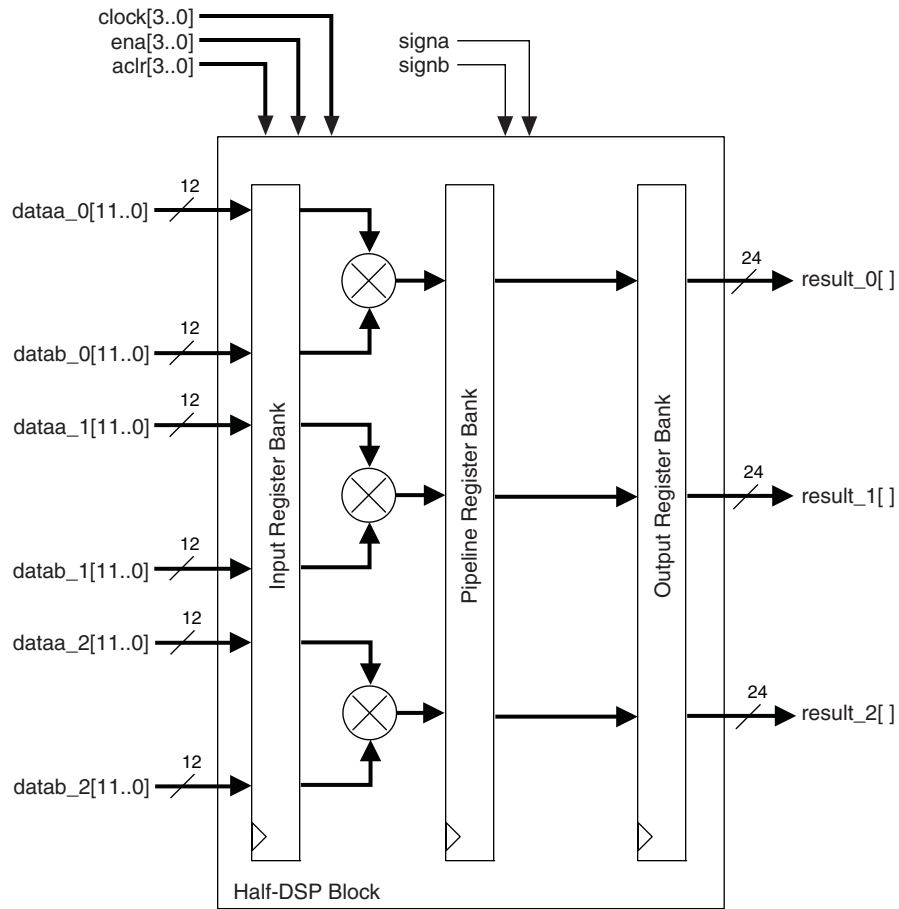 clock[3..0]
ena[3..0]
aclr[3..0]
signa
signb
12
dataa_0[11..0]
12
datab_0[11..0]
12
dataa_1[11..0]
12
datab_1[11..0]
12
dataa_2[11..0]
12
datab_2[11..0]
Input Register Bank
Pipeline Register Bank
Output Register Bank
24
result_0[ ]
24
result_1[ ]
24
result_2[ ]
Half-DSP Block